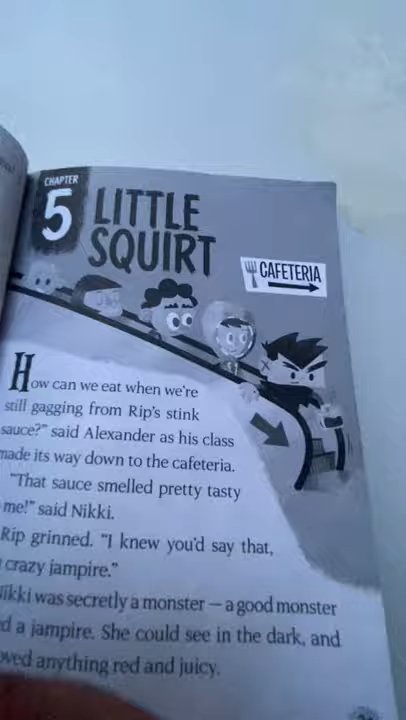 CHAPTER
5
LITTLE
SQUIRT
CAFETERIA
How can we eat when we're
still gagging from Rip's stink
sauce?" said Alexander as his class
made its way down to the cafeteria.
"That sauce smelled pretty tasty
me!" said Nikki.
Rip grinned. "I knew you'd say that,
crazy jampire."
Nikki was secretly a monster — a good monster
a jampire. She could see in the dark, and
anything red and juicy.